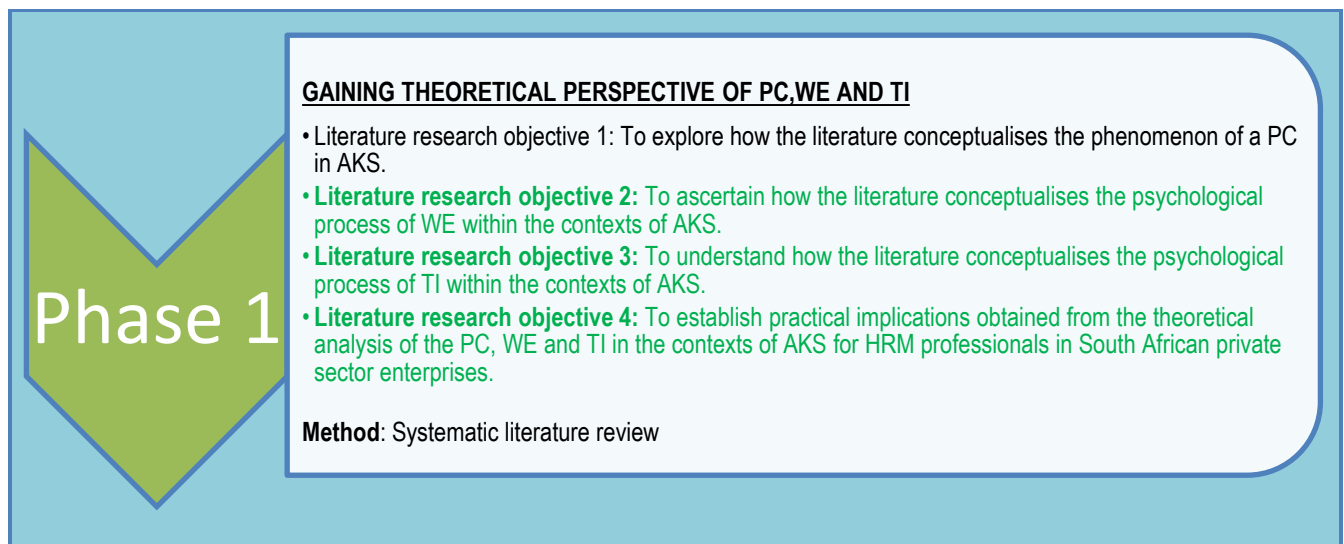 Phase 1
GAINING THEORETICAL PERSPECTIVE OF PC,WE AND TI
• Literature research objective 1: To explore how the literature conceptualises the phenomenon of a PC
in AKS.
• Literature research objective 2: To ascertain how the literature conceptualises the psychological
process of WE within the contexts of AKS.
• Literature research objective 3: To understand how the literature conceptualises the psychological
process of TI within the contexts of AKS.
• Literature research objective 4: To establish practical implications obtained from the theoretical
analysis of the PC, WE and TI in the contexts of AKS for HRM professionals in South African private
sector enterprises.
Method: Systematic literature review